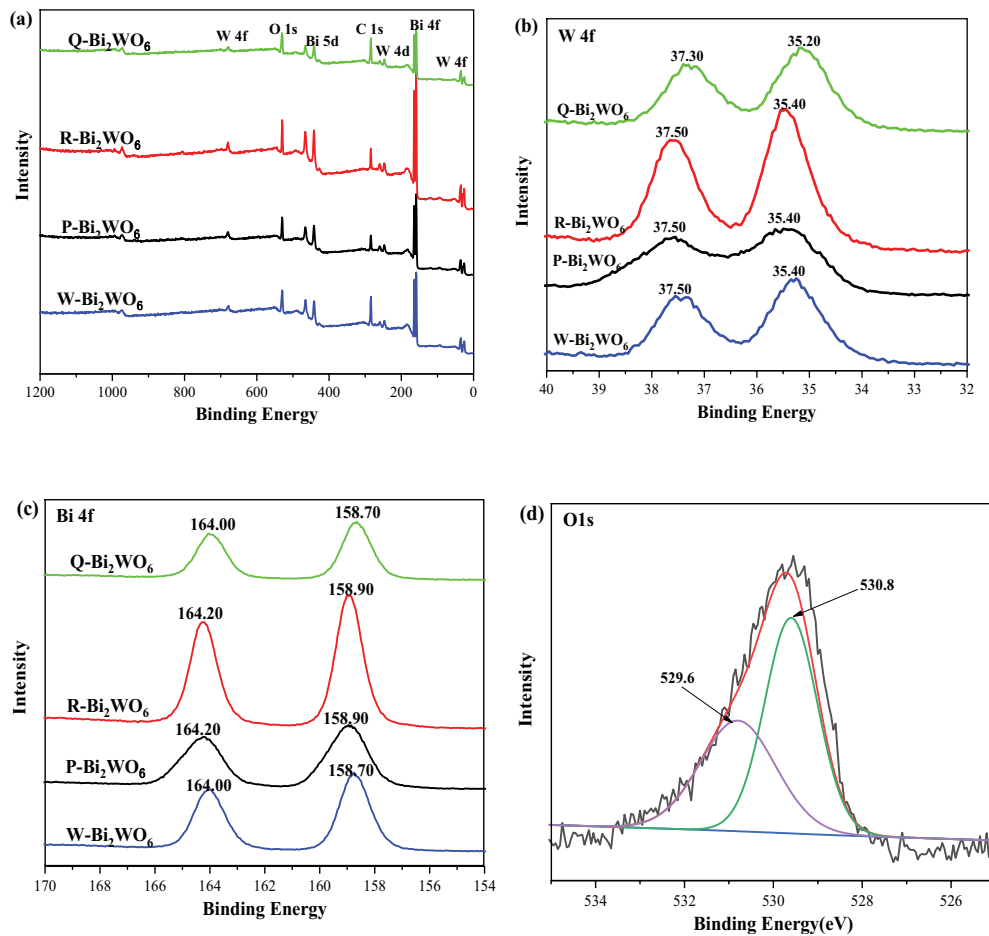 (a)
Q-Bi₂WO₆
W 4f
O 1s
Bi 5d
C 1s
W 4d
Bi 4f
W 4f
R-Bi₂WO₆
P-Bi₂WO₆
W-Bi₂WO₆
Intensity
1200 1000 800 600 400 200 0
Binding Energy
(b)
W 4f
37.30 35.20
Q-Bi₂WO₆
37.50 35.40
R-Bi₂WO₆
37.50 35.40
P-Bi₂WO₆
37.50 35.40
W-Bi₂WO₆
Intensity
40 39 38 37 36 35 34 33 32
Binding Energy
(c)
Bi 4f
164.00 158.70
Q-Bi₂WO₆
164.20 158.90
R-Bi₂WO₆
164.20 158.90
P-Bi₂WO₆
164.00 158.70
W-Bi₂WO₆
Intensity
170 168 166 164 162 160 158 156 154
Binding Energy
(d)
O1s
530.8
529.6
Intensity
534 532 530 528 526
Binding Energy(eV)